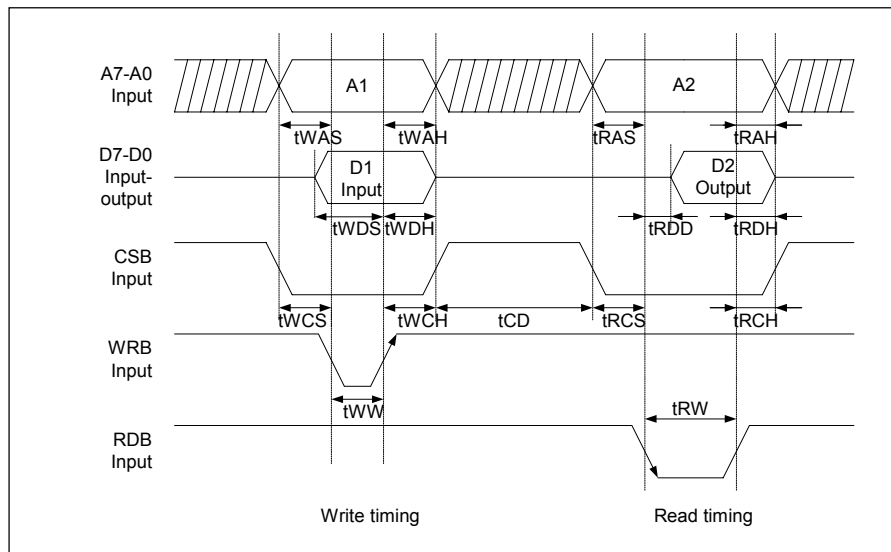 A7-A0
Input
A1
A2
tWAS
tWAH
tRAS
tRAH
D7-D0
Input-
output
D1
Input
D2
Output
tWDS
tWDH
tRDD
tRDH
CSB
Input
tWCS
tWCH
tCD
tRCS
tRCH
WRB
Input
tWW
tRW
RDB
Input
Write timing
Read timing